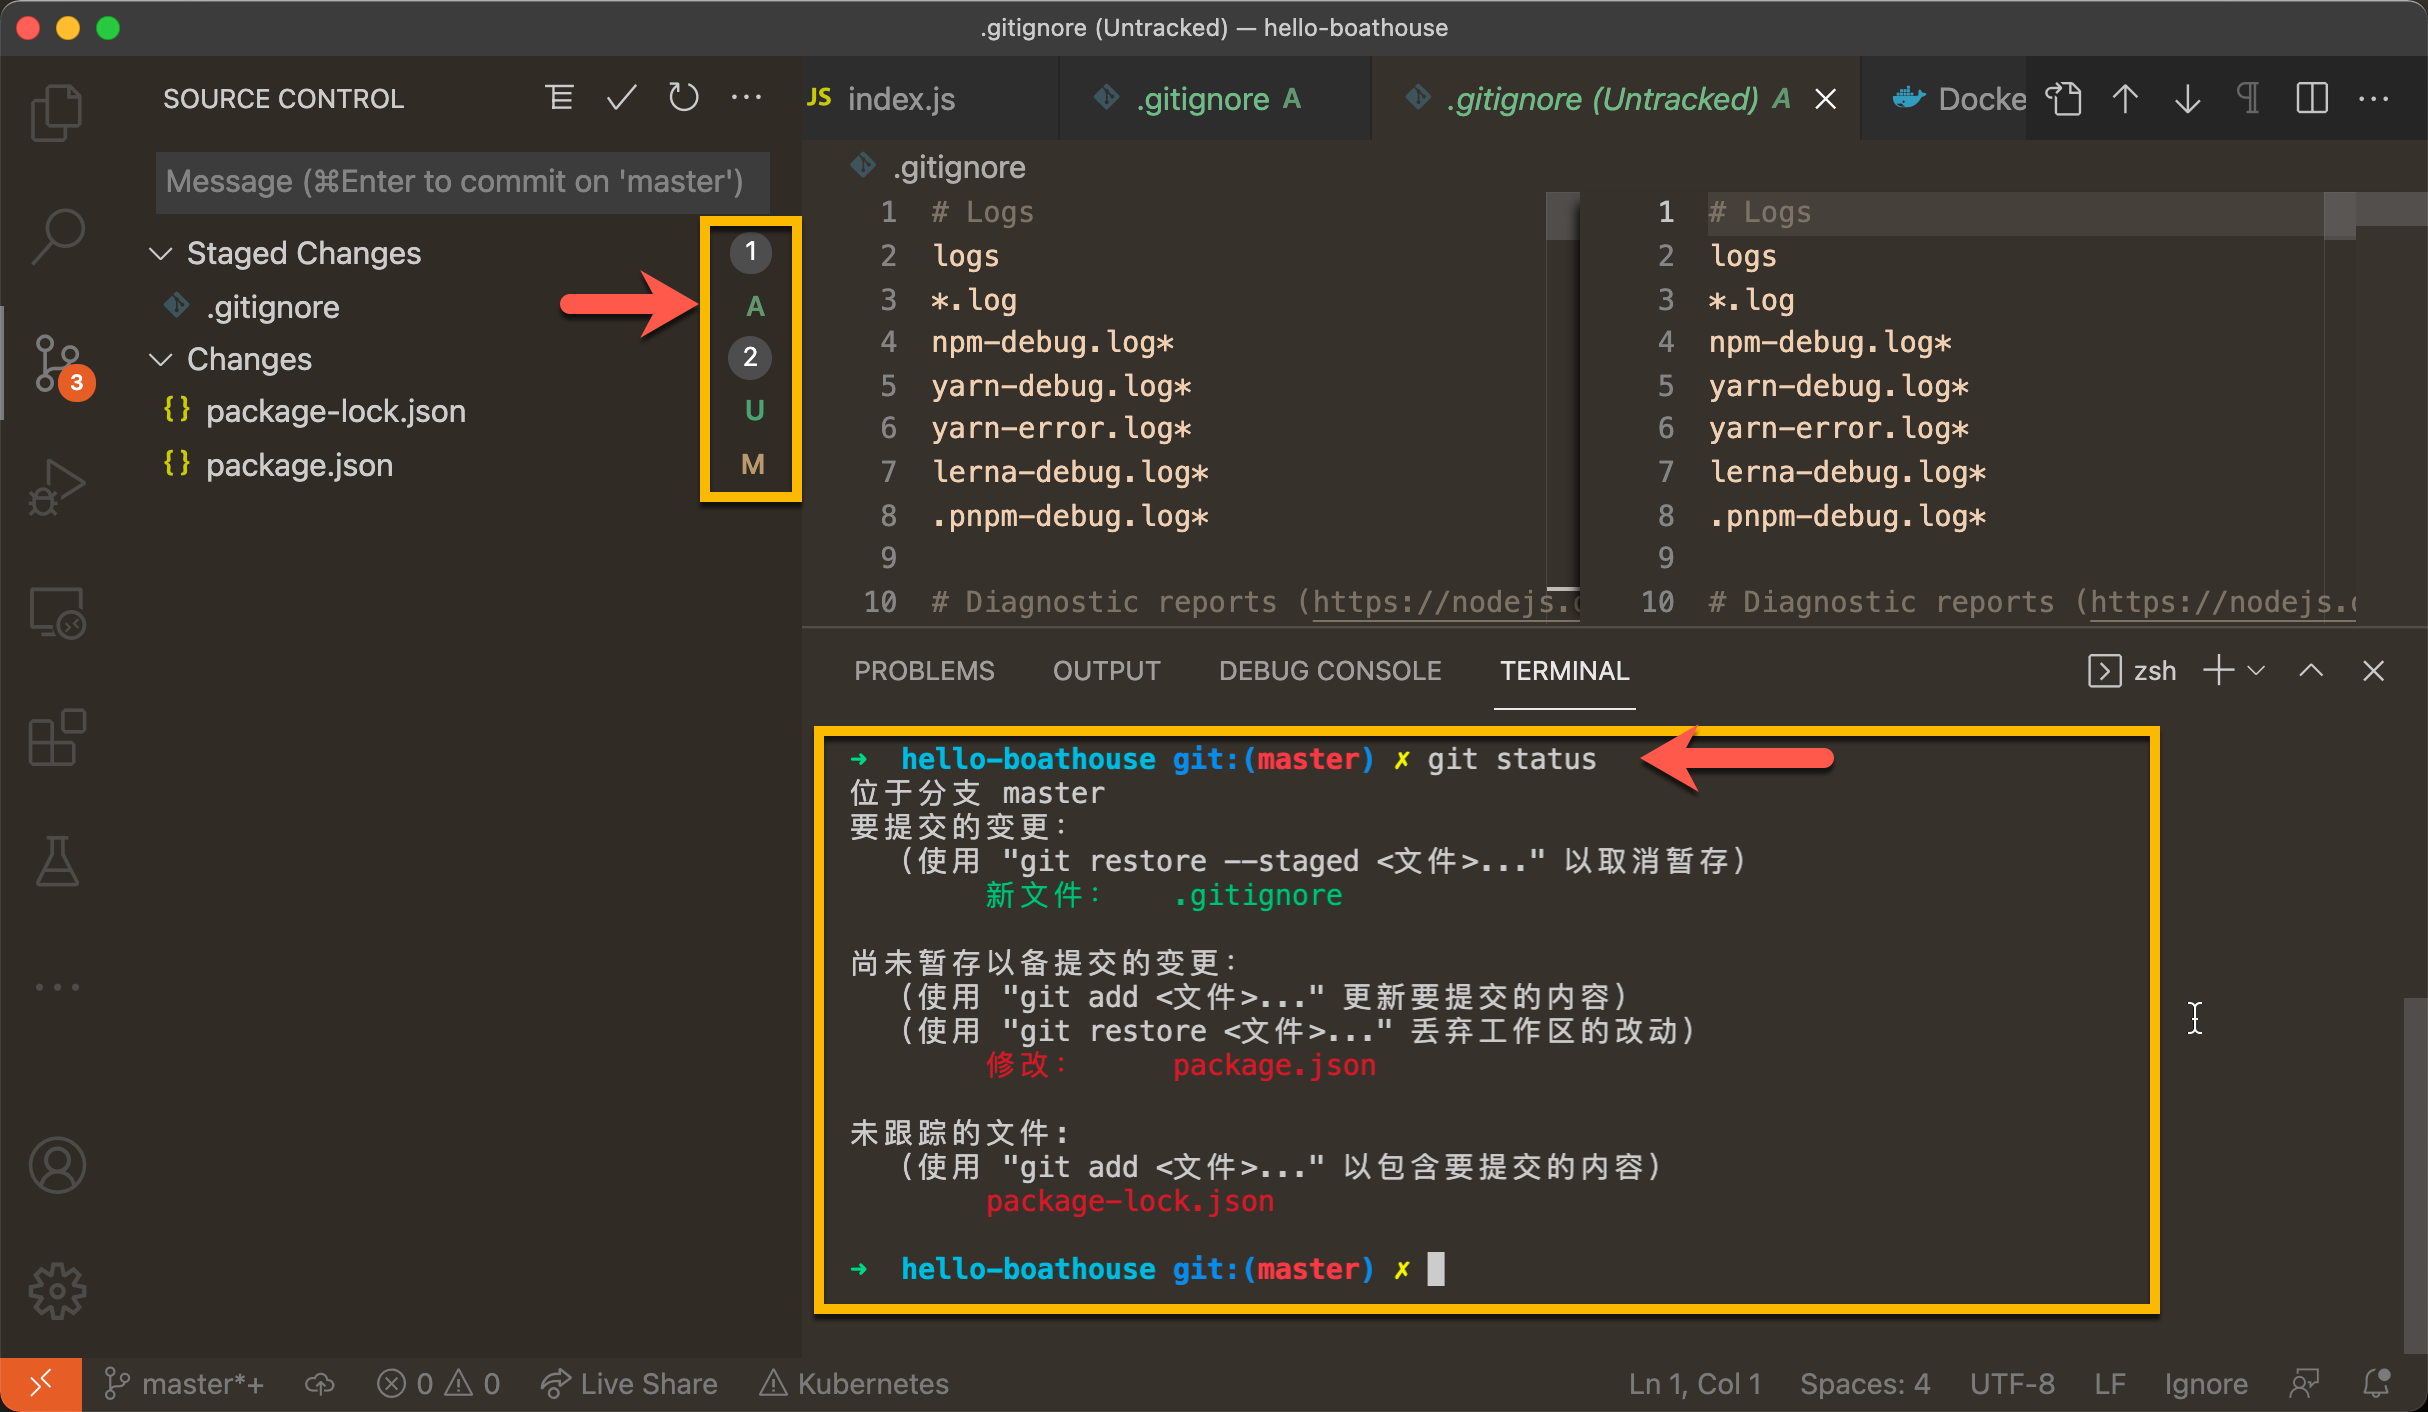 .gitignore (Untracked) — hello-boathouse
SOURCE CONTROL
Message (⌘Enter to commit on 'master')
Staged Changes 1
.gitignore A
Changes 2
package-lock.json U
package.json M
3
JS index.js
.gitignore A
.gitignore (Untracked) A
Docke
.gitignore
1 # Logs
2 logs
3 *.log
4 npm-debug.log*
5 yarn-debug.log*
6 yarn-error.log*
7 lerna-debug.log*
8 .pnpm-debug.log*
9
10 # Diagnostic reports (https://nodejs.
1 # Logs
2 logs
3 *.log
4 npm-debug.log*
5 yarn-debug.log*
6 yarn-error.log*
7 lerna-debug.log*
8 .pnpm-debug.log*
9
10 # Diagnostic reports (https://nodejs.
PROBLEMS OUTPUT DEBUG CONSOLE TERMINAL
zsh
➜ hello-boathouse git:(master) ✗ git status
位于分支 master
要提交的变更：
（使用 "git restore --staged <文件>..." 以取消暂存）
新文件： .gitignore
尚未暂存以备提交的变更：
（使用 "git add <文件>..." 更新要提交的内容）
（使用 "git restore <文件>..." 丢弃工作区的改动）
修改： package.json
未跟踪的文件:
（使用 "git add <文件>..." 以包含要提交的内容）
package-lock.json
➜ hello-boathouse git:(master) ✗
master*+ 0 0 Live Share Kubernetes
Ln 1, Col 1 Spaces: 4 UTF-8 LF Ignore